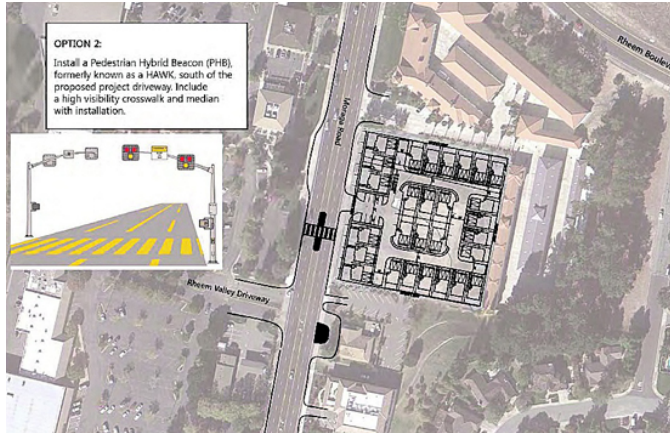 OPTION 2:
Install a Pedestrian Hybrid Beacon (PHB),
formerly known as a HAWK, south of the
proposed project driveway. Include
a high visibility crosswalk and median
with installation.
Rheem Boulev
Moraga Road
Rheem Valley Driveway